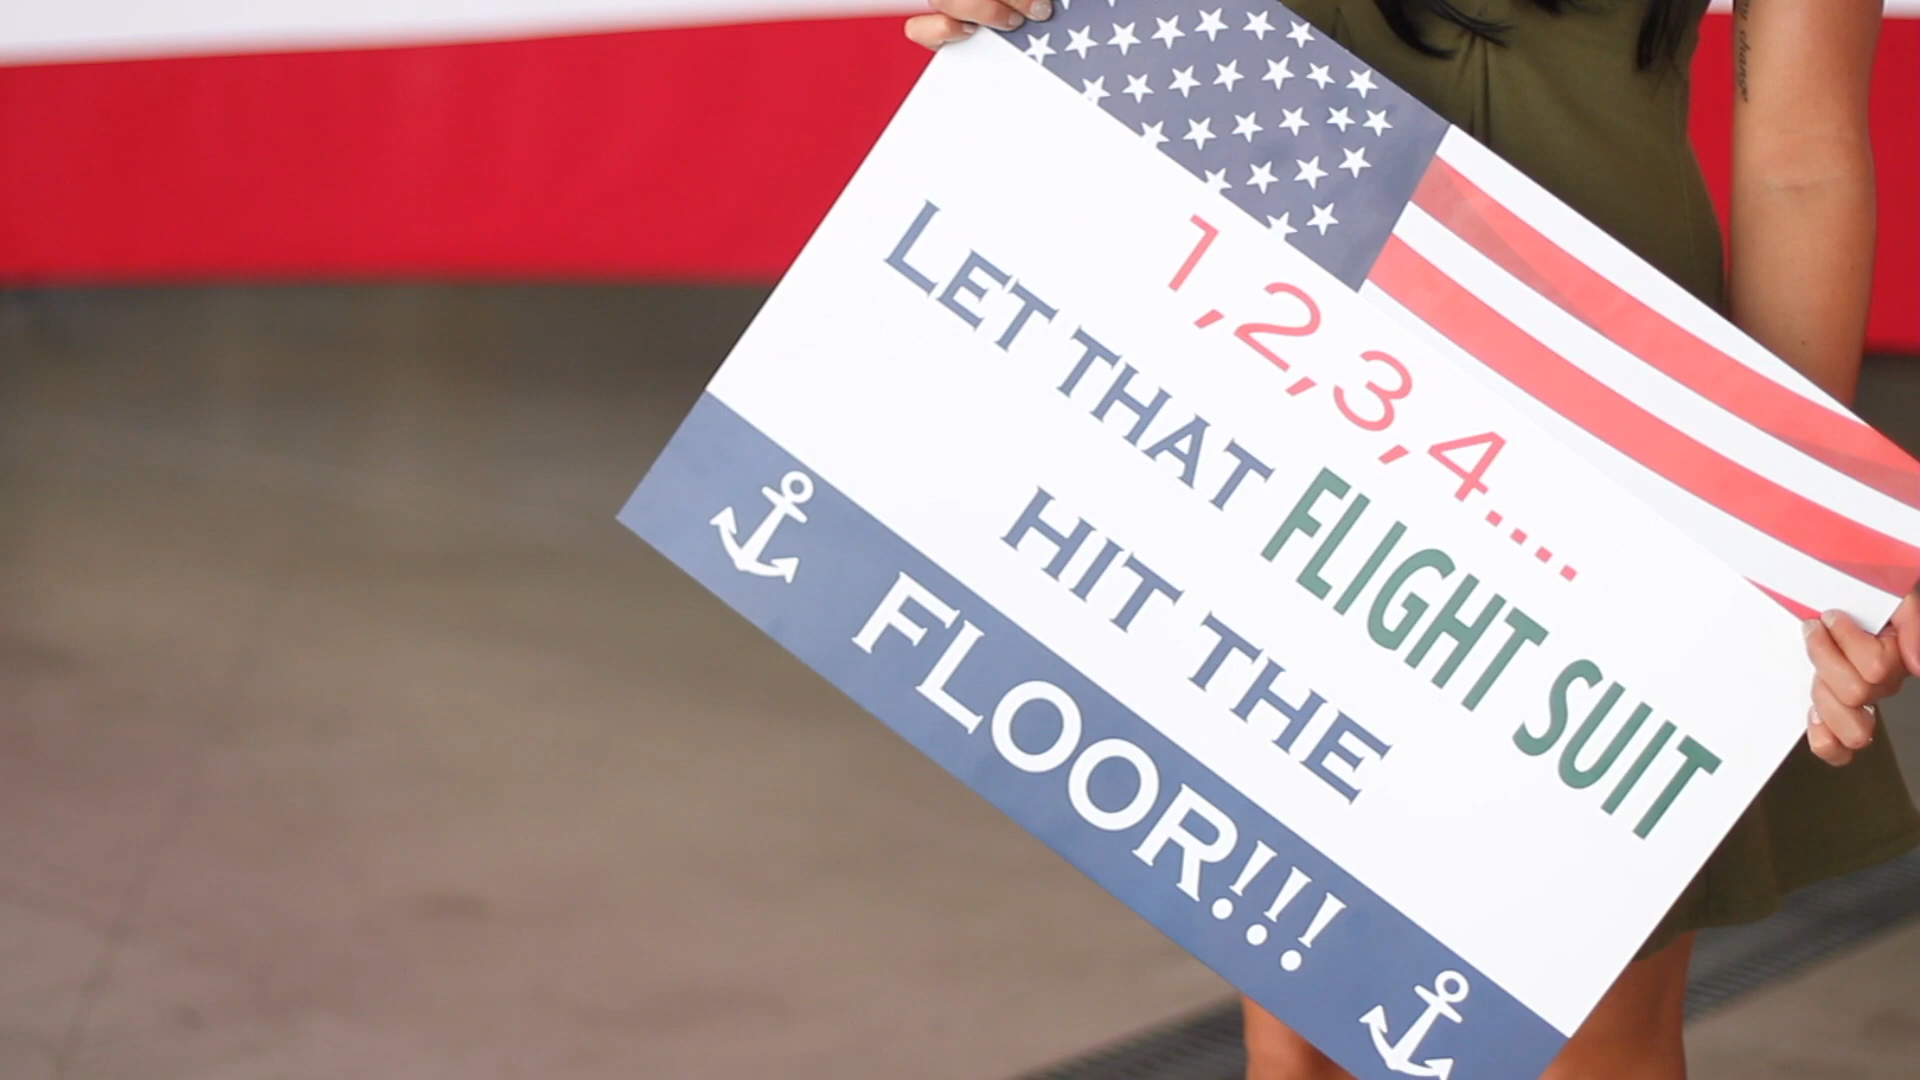 1,2,3,4...
LET THAT FLIGHT SUIT
HIT THE
FLOOR!!!